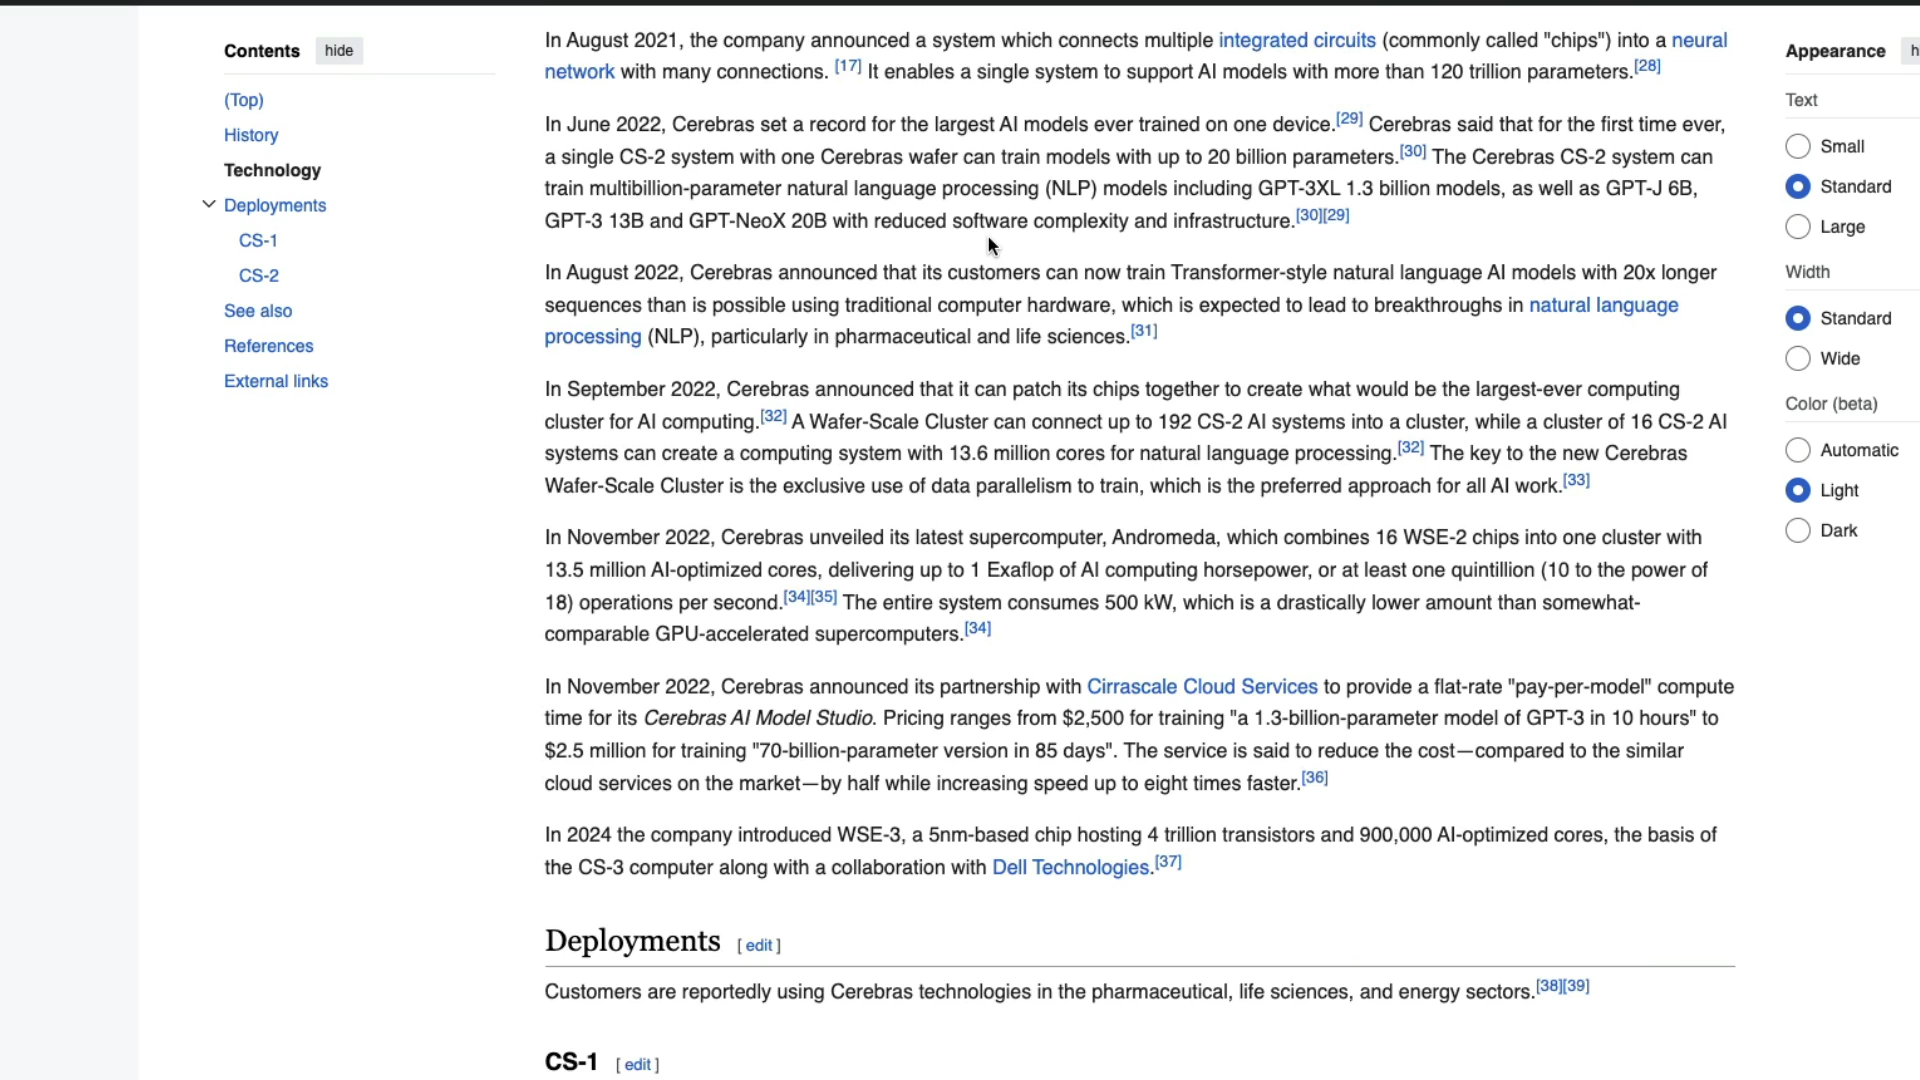 Contents hide
(Top)
History
Technology
Deployments
CS-1
CS-2
See also
References
External links
In August 2021, the company announced a system which connects multiple integrated circuits (commonly called "chips") into a neural
network with many connections. [17] It enables a single system to support AI models with more than 120 trillion parameters.[28]
In June 2022, Cerebras set a record for the largest AI models ever trained on one device.[29] Cerebras said that for the first time ever,
a single CS-2 system with one Cerebras wafer can train models with up to 20 billion parameters.[30] The Cerebras CS-2 system can
train multibillion-parameter natural language processing (NLP) models including GPT-3XL 1.3 billion models, as well as GPT-J 6B,
GPT-3 13B and GPT-NeoX 20B with reduced software complexity and infrastructure.[30][29]
In August 2022, Cerebras announced that its customers can now train Transformer-style natural language AI models with 20x longer
sequences than is possible using traditional computer hardware, which is expected to lead to breakthroughs in natural language
processing (NLP), particularly in pharmaceutical and life sciences.[31]
In September 2022, Cerebras announced that it can patch its chips together to create what would be the largest-ever computing
cluster for AI computing.[32] A Wafer-Scale Cluster can connect up to 192 CS-2 AI systems into a cluster, while a cluster of 16 CS-2 AI
systems can create a computing system with 13.6 million cores for natural language processing.[32] The key to the new Cerebras
Wafer-Scale Cluster is the exclusive use of data parallelism to train, which is the preferred approach for all AI work.[33]
In November 2022, Cerebras unveiled its latest supercomputer, Andromeda, which combines 16 WSE-2 chips into one cluster with
13.5 million AI-optimized cores, delivering up to 1 Exaflop of AI computing horsepower, or at least one quintillion (10 to the power of
18) operations per second.[34][35] The entire system consumes 500 kW, which is a drastically lower amount than somewhat-
comparable GPU-accelerated supercomputers.[34]
In November 2022, Cerebras announced its partnership with Cirrascale Cloud Services to provide a flat-rate "pay-per-model" compute
time for its Cerebras AI Model Studio. Pricing ranges from $2,500 for training "a 1.3-billion-parameter model of GPT-3 in 10 hours" to
$2.5 million for training "70-billion-parameter version in 85 days". The service is said to reduce the cost—compared to the similar
cloud services on the market—by half while increasing speed up to eight times faster.[36]
In 2024 the company introduced WSE-3, a 5nm-based chip hosting 4 trillion transistors and 900,000 AI-optimized cores, the basis of
the CS-3 computer along with a collaboration with Dell Technologies.[37]
Deployments [ edit ]
Customers are reportedly using Cerebras technologies in the pharmaceutical, life sciences, and energy sectors.[38][39]
CS-1 [ edit ]
Appearance h
Text
Small
Standard
Large
Width
Standard
Wide
Color (beta)
Automatic
Light
Dark